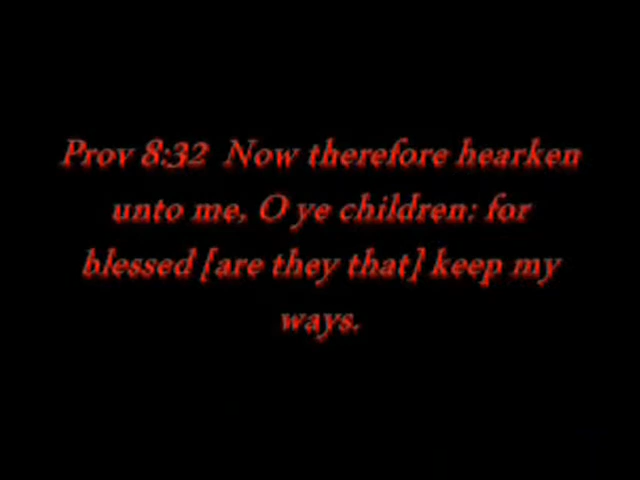 Prov 8:32 Now therefore hearken
unto me, O ye children: for
blessed [are they that] keep my
ways.